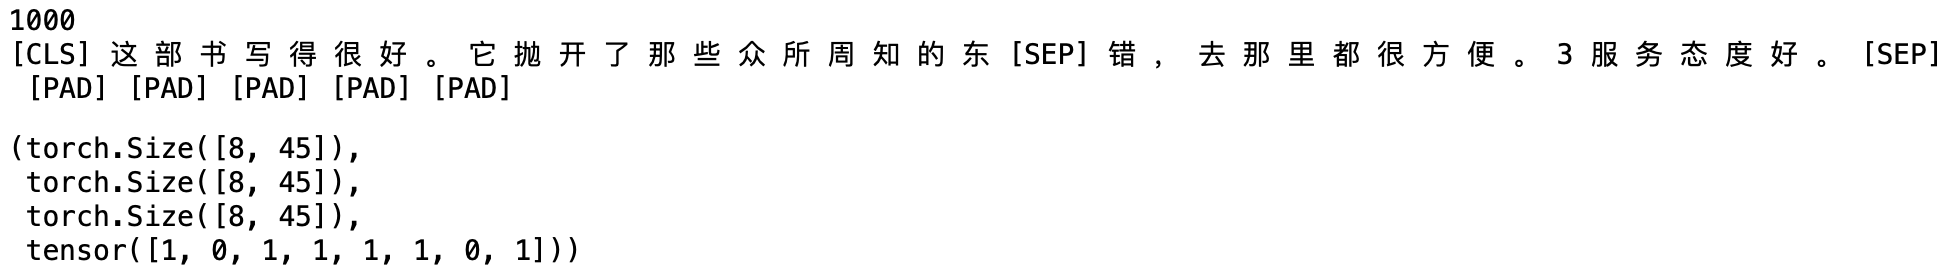 1000
[CLS] 这 部 书 写 得 很 好 。 它 抛 开 了 那 些 众 所 周 知 的 东 [SEP] 错 ， 去 那 里 都 很 方 便 。 3 服 务 态 度 好 。 [SEP]
[PAD] [PAD] [PAD] [PAD] [PAD]
(torch.Size([8, 45]),
torch.Size([8, 45]),
torch.Size([8, 45]),
tensor([1, 0, 1, 1, 1, 1, 0, 1]))